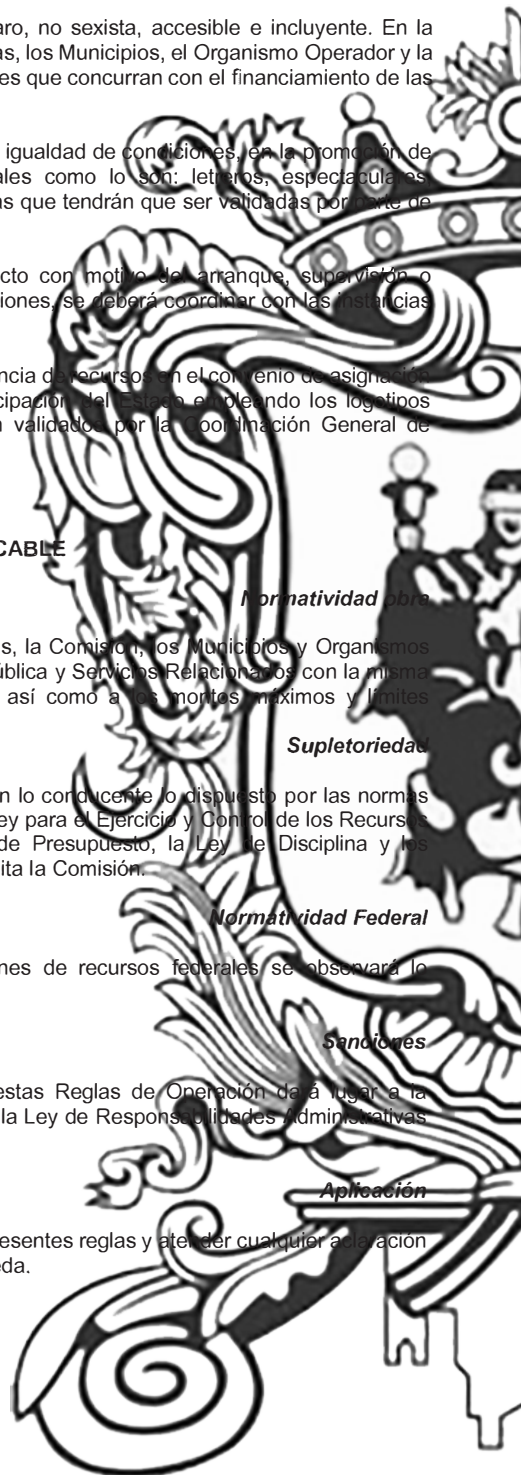 aro, no sexista, accesible e incluyente. En la
as, los Municipios, el Organismo Operador y la
es que concurran con el financiamiento de las
igualdad de condiciones, en la promoción de
ales como lo son: letreros, espectaculares,
as que tendrán que ser validadas por parte de
cto con motivo del arranque, supervisión o
iones, se deberá coordinar con las instancias
ncia de recursos en el convenio de asignación
cipación del Estado empleando los logotipos
n validados por la Coordinación General de
CABLE
Normatividad obra
s, la Comisión, los Municipios y Organismos
ública y Servicios Relacionados con la misma
así como a los montos máximos y límites
Supletoriedad
n lo conducente lo dispuesto por las normas
ey para el Ejercicio y Control de los Recursos
de Presupuesto, la Ley de Disciplina y los
ita la Comisión.
Normatividad Federal
nes de recursos federales se observará lo
Sanciones
estas Reglas de Operación dará lugar a la
la Ley de Responsabilidades Administrativas
Aplicación
esentes reglas y atender cualquier aclaración
eda.